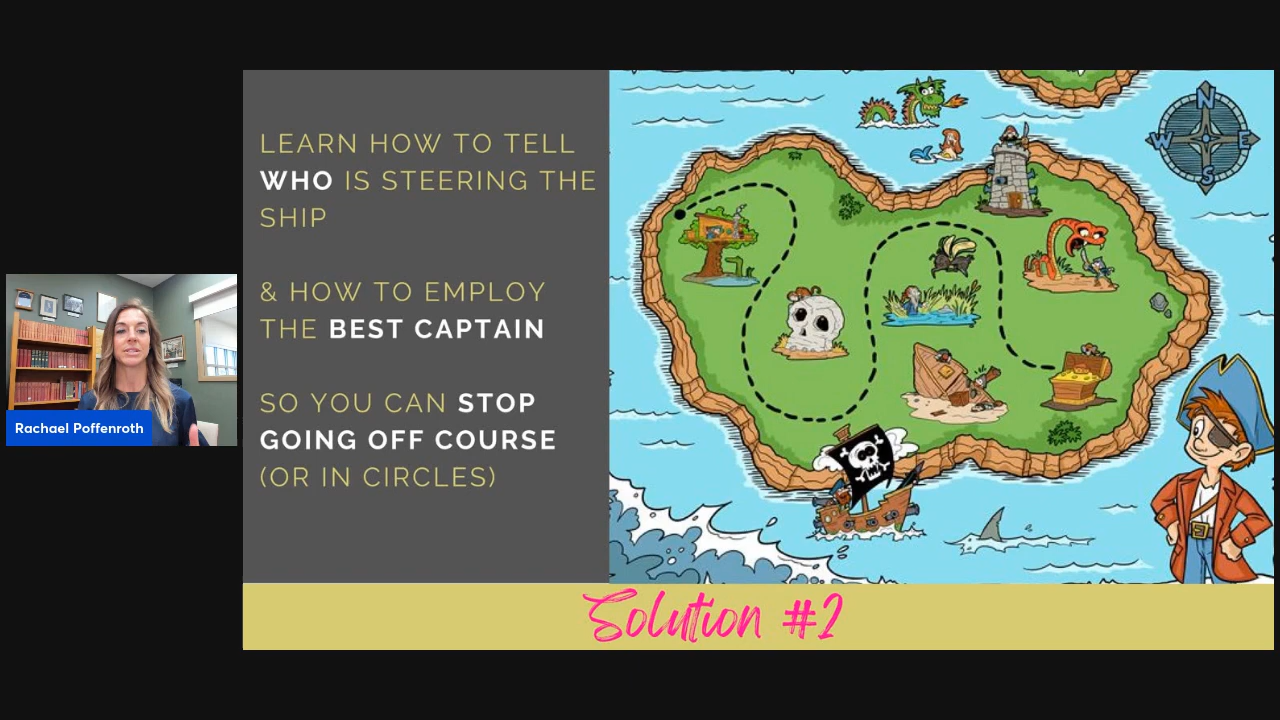 LEARN HOW TO TELL
WHO IS STEERING THE
SHIP
& HOW TO EMPLOY
THE BEST CAPTAIN
SO YOU CAN STOP
GOING OFF COURSE
(OR IN CIRCLES)
N
W E
S
Rachael Poffenroth
Solution #2